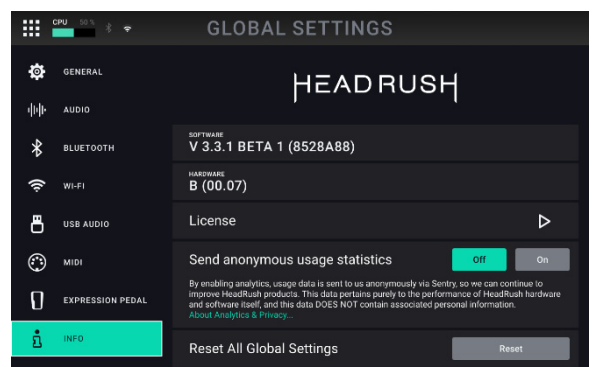 CPU 50 %
GLOBAL SETTINGS
GENERAL
AUDIO
BLUETOOTH
WI-FI
USB AUDIO
MIDI
EXPRESSION PEDAL
INFO
HEADRUSH
SOFTWARE
V 3.3.1 BETA 1 (8528A88)
HARDWARE
B (00.07)
License
Send anonymous usage statistics
Off
On
By enabling analytics, usage data is sent to us anonymously via Sentry, so we can continue to
improve HeadRush products. This data pertains purely to the performance of HeadRush hardware
and software itself, and this data DOES NOT contain associated personal information.
About Analytics & Privacy...
Reset All Global Settings
Reset